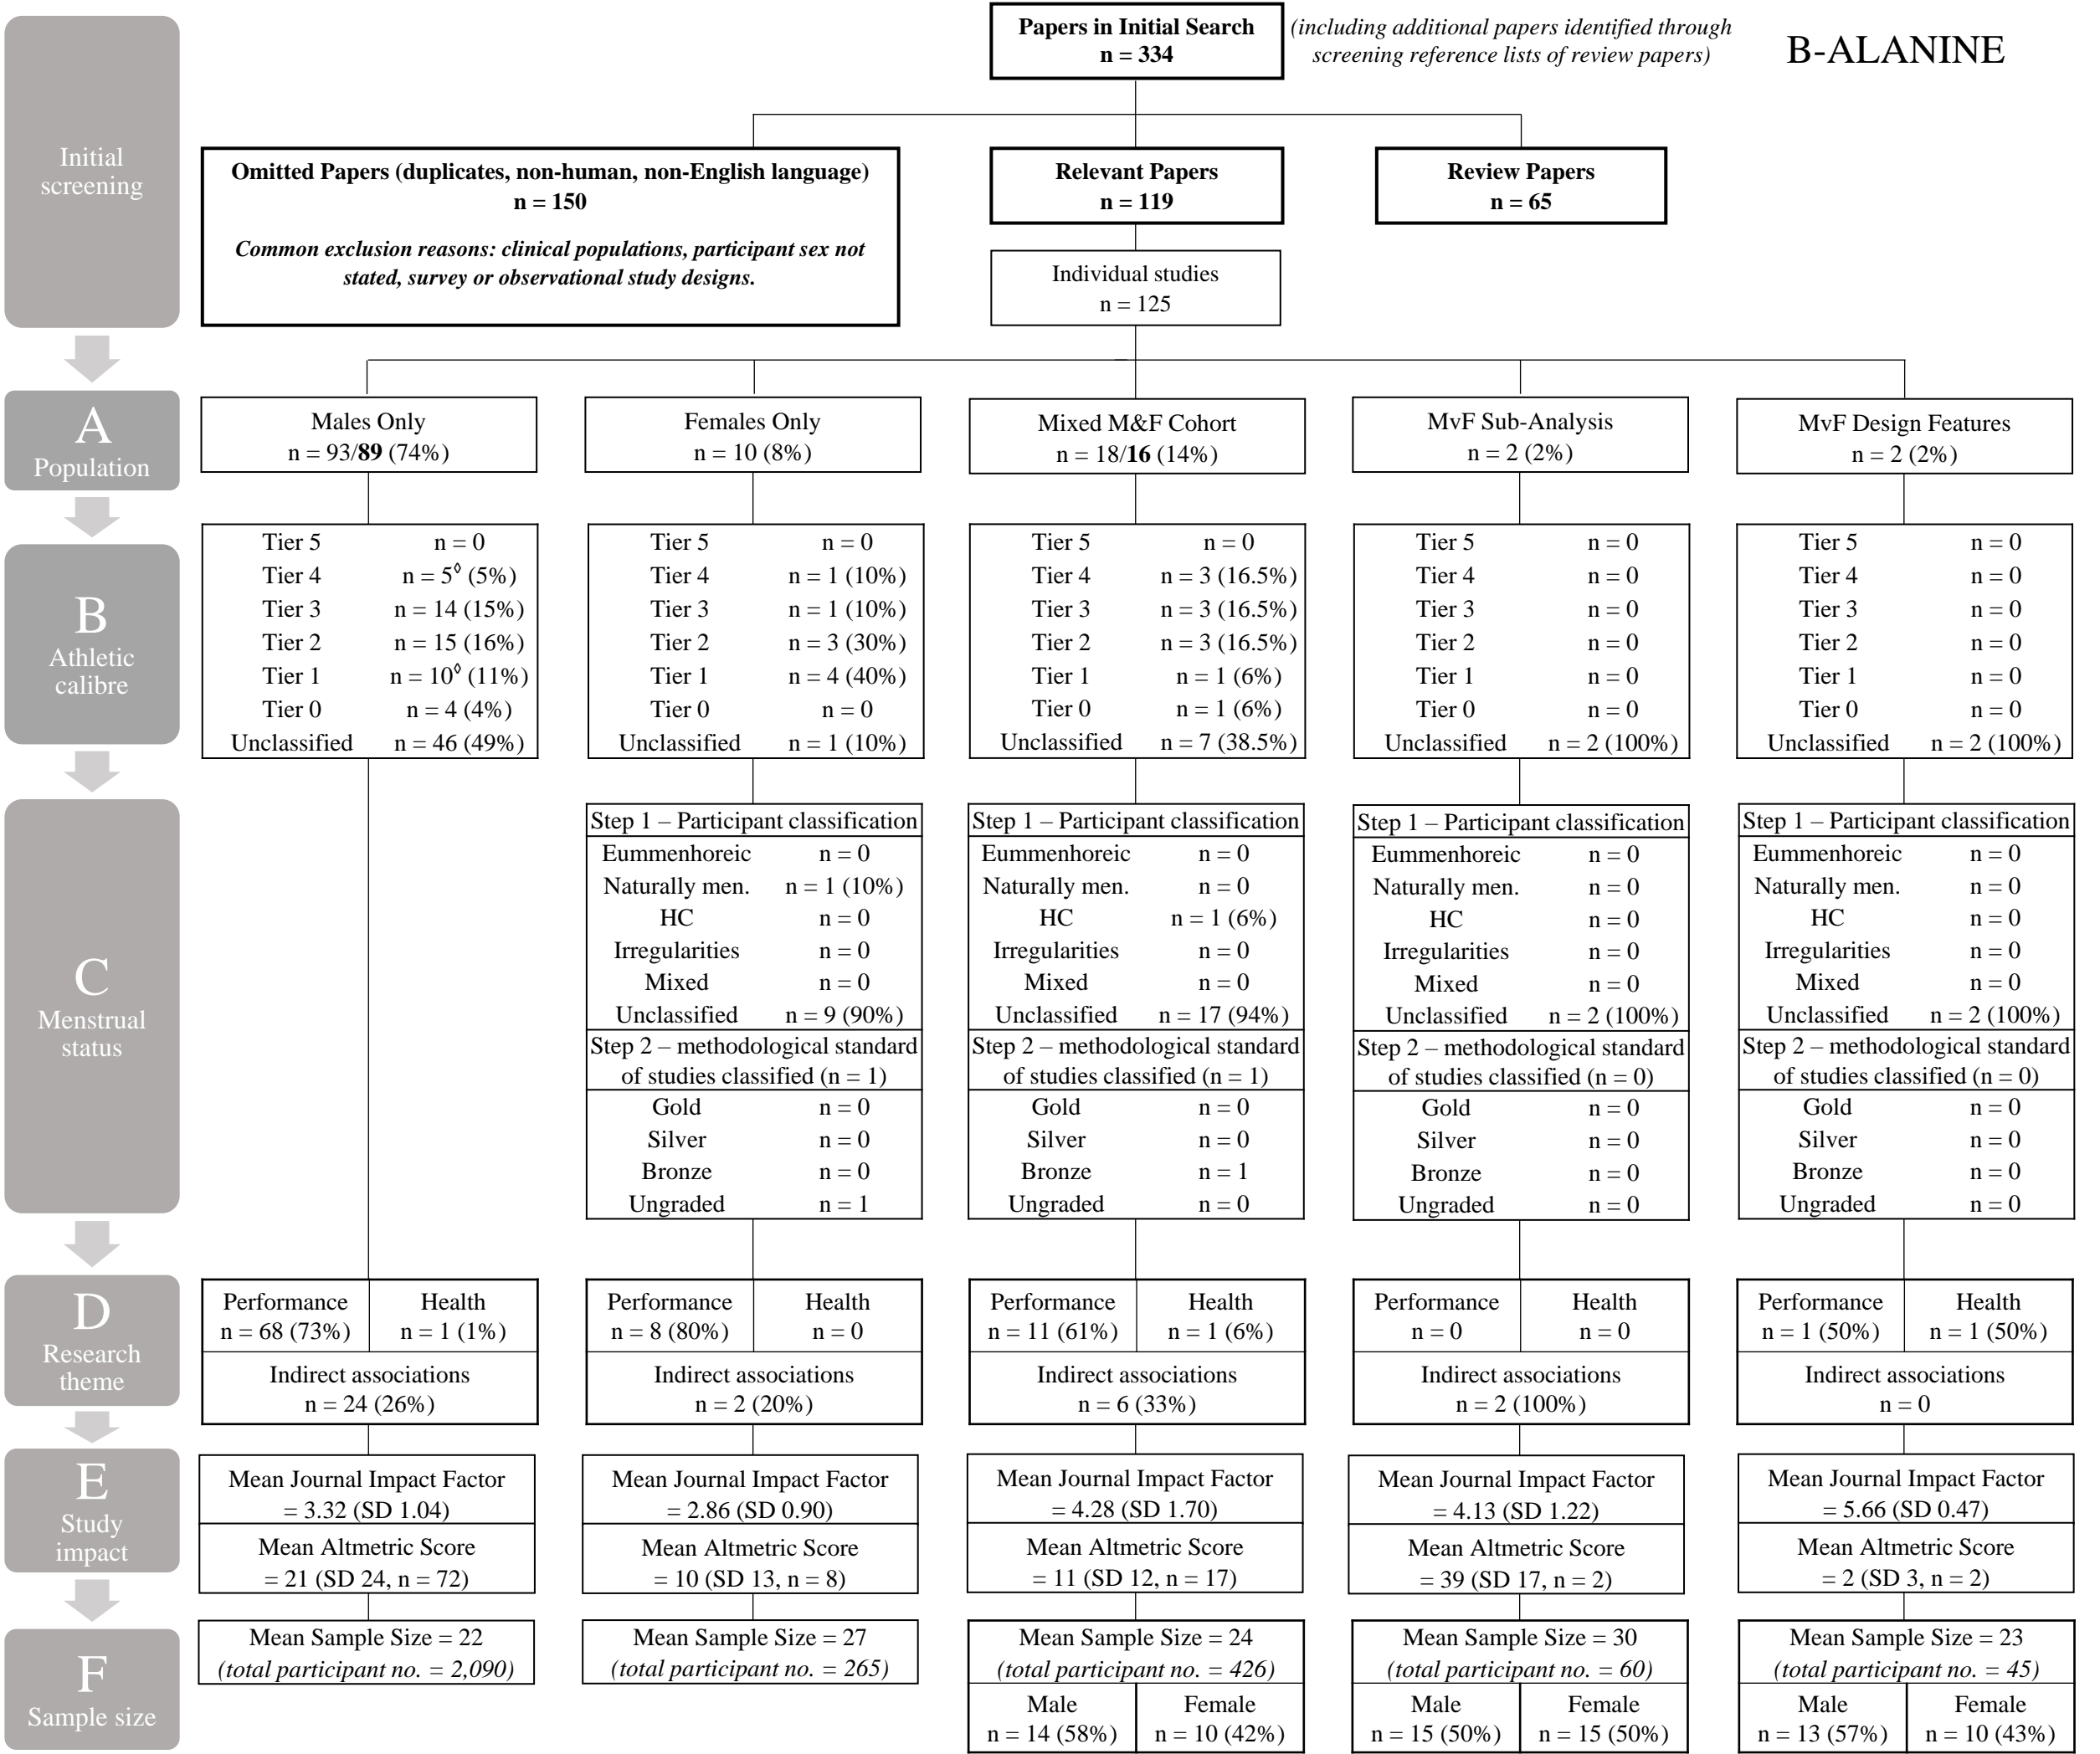 Papers in Initial Search
n = 334
(including additional papers identified through
screening reference lists of review papers)
B-ALANINE
Initial
screening
Omitted Papers (duplicates, non-human, non-English language)
n = 150
Common exclusion reasons: clinical populations, participant sex not
stated, survey or observational study designs.
Relevant Papers
n = 119
Review Papers
n = 65
Individual studies
n = 125
A
Population
Males Only
n = 93/89 (74%)
Females Only
n = 10 (8%)
Mixed M&F Cohort
n = 18/16 (14%)
MvF Sub-Analysis
n = 2 (2%)
MvF Design Features
n = 2 (2%)
B
Athletic
calibre
Tier 5 n = 0
Tier 4 n = 5◊ (5%)
Tier 3 n = 14 (15%)
Tier 2 n = 15 (16%)
Tier 1 n = 10◊ (11%)
Tier 0 n = 4 (4%)
Unclassified n = 46 (49%)
Tier 5 n = 0
Tier 4 n = 1 (10%)
Tier 3 n = 1 (10%)
Tier 2 n = 3 (30%)
Tier 1 n = 4 (40%)
Tier 0 n = 0
Unclassified n = 1 (10%)
Tier 5 n = 0
Tier 4 n = 3 (16.5%)
Tier 3 n = 3 (16.5%)
Tier 2 n = 3 (16.5%)
Tier 1 n = 1 (6%)
Tier 0 n = 1 (6%)
Unclassified n = 7 (38.5%)
Tier 5 n = 0
Tier 4 n = 0
Tier 3 n = 0
Tier 2 n = 0
Tier 1 n = 0
Tier 0 n = 0
Unclassified n = 2 (100%)
Tier 5 n = 0
Tier 4 n = 0
Tier 3 n = 0
Tier 2 n = 0
Tier 1 n = 0
Tier 0 n = 0
Unclassified n = 2 (100%)
C
Menstrual
status
Step 1 – Participant classification
Eummenhoreic n = 0
Naturally men. n = 1 (10%)
HC n = 0
Irregularities n = 0
Mixed n = 0
Unclassified n = 9 (90%)
Step 2 – methodological standard
of studies classified (n = 1)
Gold n = 0
Silver n = 0
Bronze n = 0
Ungraded n = 1
Step 1 – Participant classification
Eummenhoreic n = 0
Naturally men. n = 0
HC n = 1 (6%)
Irregularities n = 0
Mixed n = 0
Unclassified n = 17 (94%)
Step 2 – methodological standard
of studies classified (n = 1)
Gold n = 0
Silver n = 0
Bronze n = 1
Ungraded n = 0
Step 1 – Participant classification
Eummenhoreic n = 0
Naturally men. n = 0
HC n = 0
Irregularities n = 0
Mixed n = 0
Unclassified n = 2 (100%)
Step 2 – methodological standard
of studies classified (n = 0)
Gold n = 0
Silver n = 0
Bronze n = 0
Ungraded n = 0
Step 1 – Participant classification
Eummenhoreic n = 0
Naturally men. n = 0
HC n = 0
Irregularities n = 0
Mixed n = 0
Unclassified n = 2 (100%)
Step 2 – methodological standard
of studies classified (n = 0)
Gold n = 0
Silver n = 0
Bronze n = 0
Ungraded n = 0
D
Research
theme
Performance
n = 68 (73%)
Health
n = 1 (1%)
Indirect associations
n = 24 (26%)
Performance
n = 8 (80%)
Health
n = 0
Indirect associations
n = 2 (20%)
Performance
n = 11 (61%)
Health
n = 1 (6%)
Indirect associations
n = 6 (33%)
Performance
n = 0
Health
n = 0
Indirect associations
n = 2 (100%)
Performance
n = 1 (50%)
Health
n = 1 (50%)
Indirect associations
n = 0
E
Study
impact
Mean Journal Impact Factor
= 3.32 (SD 1.04)
Mean Altmetric Score
= 21 (SD 24, n = 72)
Mean Journal Impact Factor
= 2.86 (SD 0.90)
Mean Altmetric Score
= 10 (SD 13, n = 8)
Mean Journal Impact Factor
= 4.28 (SD 1.70)
Mean Altmetric Score
= 11 (SD 12, n = 17)
Mean Journal Impact Factor
= 4.13 (SD 1.22)
Mean Altmetric Score
= 39 (SD 17, n = 2)
Mean Journal Impact Factor
= 5.66 (SD 0.47)
Mean Altmetric Score
= 2 (SD 3, n = 2)
F
Sample size
Mean Sample Size = 22
(total participant no. = 2,090)
Mean Sample Size = 27
(total participant no. = 265)
Mean Sample Size = 24
(total participant no. = 426)
Male
n = 14 (58%)
Female
n = 10 (42%)
Mean Sample Size = 30
(total participant no. = 60)
Male
n = 15 (50%)
Female
n = 15 (50%)
Mean Sample Size = 23
(total participant no. = 45)
Male
n = 13 (57%)
Female
n = 10 (43%)